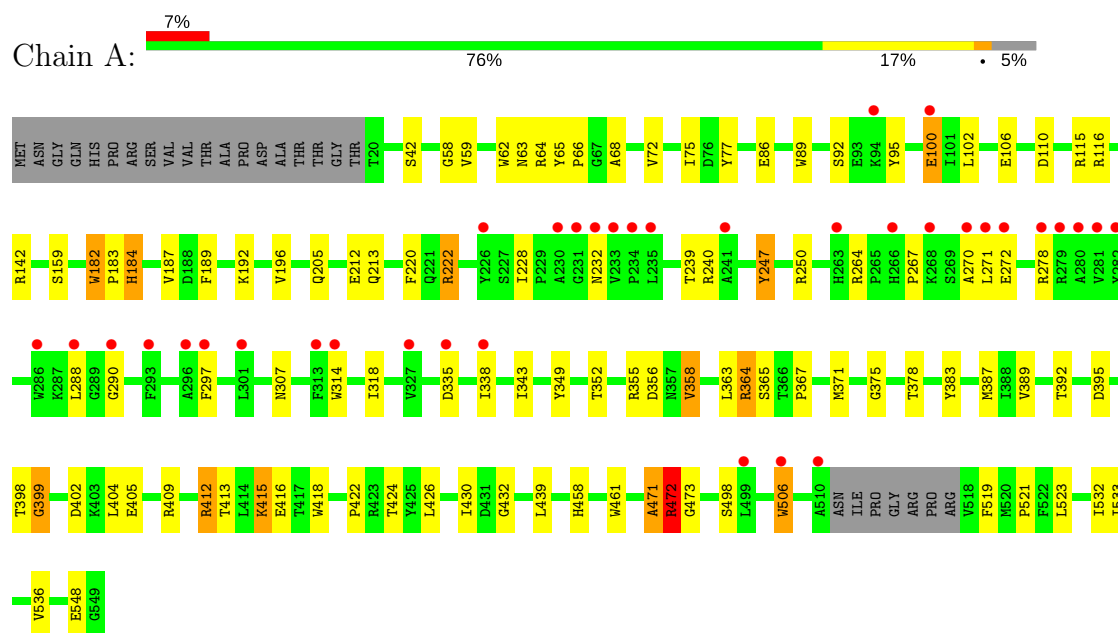 7%
Chain A:
76% 17% • 5%
MET ASN GLY GLN HIS PRO ARG SER VAL VAL THR ALA PRO ASP ALA THR THR GLY THR T20 S42 G58 V59 W62 N63 R64 Y65 P66 G67 A68 V72 I75 D76 Y77 E86 W89 S92 E93 K94 Y95 E100 I101 L102 E106 D110 R115 R116
R142 S159 W182 P183 H184 V187 D188 F189 K192 V196 Q205 E212 Q213 F220 Q221 R222 Y226 S227 I228 P229 A230 G231 N232 V233 P234 L235 T239 R240 A241 Y247 R250 H263 R264 P265 H266 P267 K268 S269 A270 L271 E272 R278 R279 A280 V281
W286 K287 L288 G289 G290 F293 A296 F297 L301 N307 F313 W314 I318 V327 D335 I338 I343 Y349 T352 R355 D356 N357 V358 L363 R364 S365 T366 P367 M371 G375 T378 Y383 M387 I388 V389 T392 D395
T398 G399 D402 K403 L404 E405 R409 R412 T413 L414 K415 E416 T417 W418 P422 R423 T424 Y425 L426 I430 D431 G432 L439 H458 W461 A471 R472 G473 S498 L499 W506 A510 ASN ILE PRO GLY ARG PRO ARG V518 F519 M520 P521 F522 L523 I532
V536 E548 G549